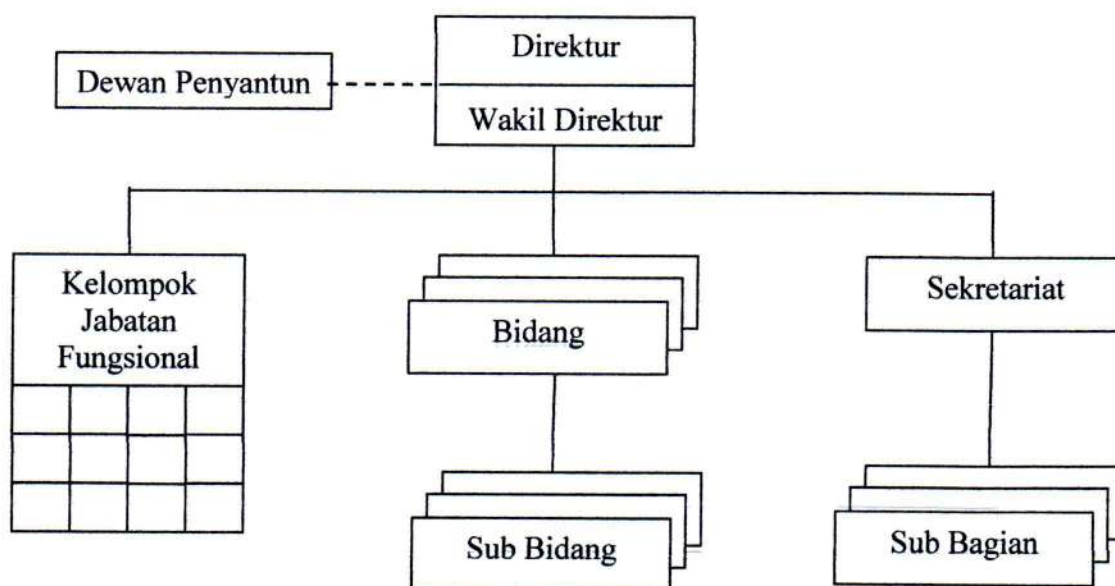 Direktur
Dewan Penyantun
Wakil Direktur
Kelompok
Jabatan
Fungsional
Bidang
Sekretariat
Sub Bidang
Sub Bagian